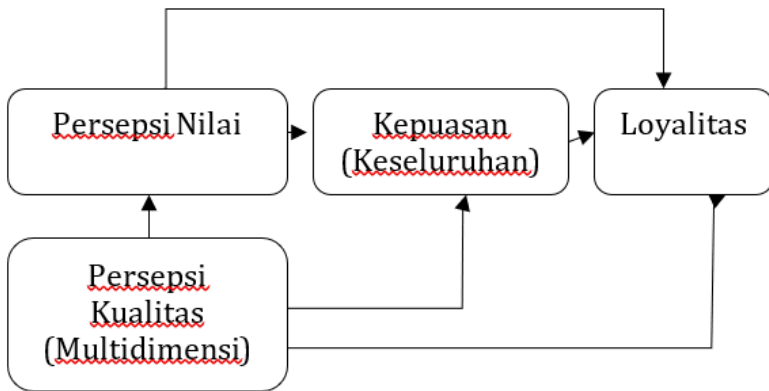 Persepsi Nilai
Kepuasan
(Keseluruhan)
Loyalitas
Persepsi
Kualitas
(Multidimensi)